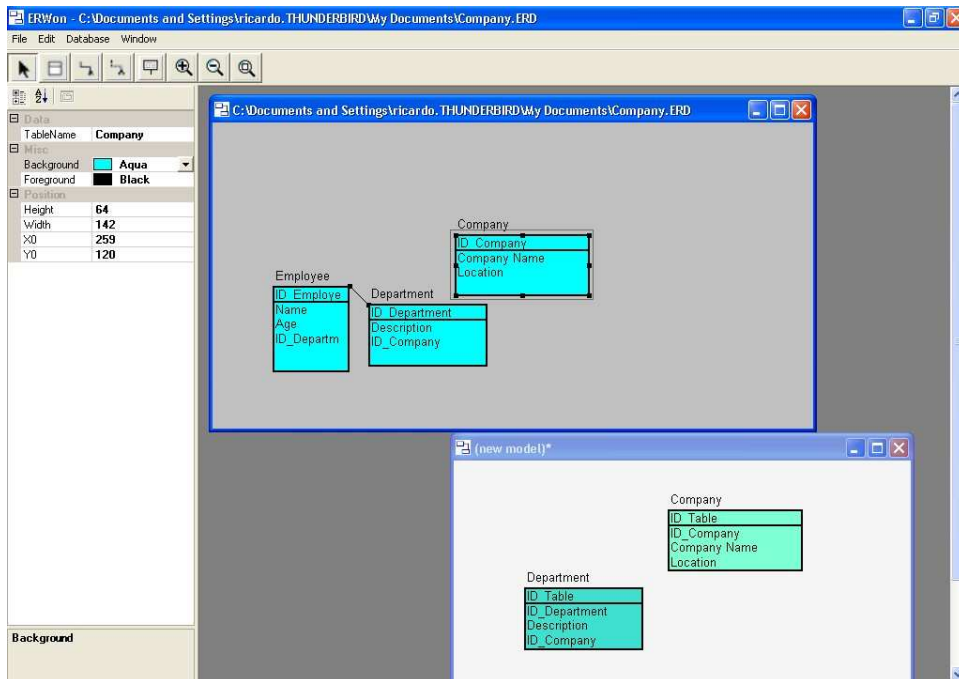 ERWon - C:\Documents and Settings\ricardo.THUNDERBIRD\My Documents\Company.ERD
File Edit Database Window
Data
TableName Company
Misc
Background Aqua
Foreground Black
Position
Height 64
Width 142
X0 259
Y0 120
Background
C:\Documents and Settings\ricardo.THUNDERBIRD\My Documents\Company.ERD
Company
ID_Company
Company Name
Location
Employee
ID_Employe
Name
Age
ID_Departm
Department
ID_Department
Description
ID_Company
(new model)*
Company
ID_Table
ID_Company
Company Name
Location
Department
ID_Table
ID_Department
Description
ID_Company